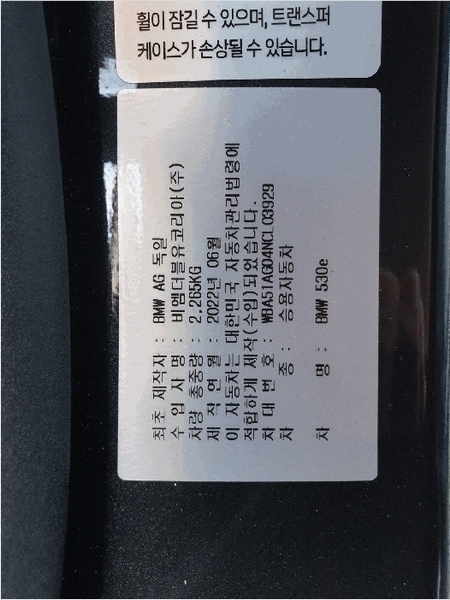 휠이 잠길 수 있으며, 트랜스퍼
케이스가 손상될 수 있습니다.
최초 제작자 : BMW AG 독일
수 입 사 명 : 비엠더블유코리아(주)
차량 총중량 : 2,265KG
제 작 연 월 : 2022년 06월
이 자동차는 대한민국 자동차관리법령에
적합하게 제작(수입)되었습니다.
차 대 번 호 : WBA51AG04NCL03929
차 종 : 승용자동차
차 명 : BMW 530e